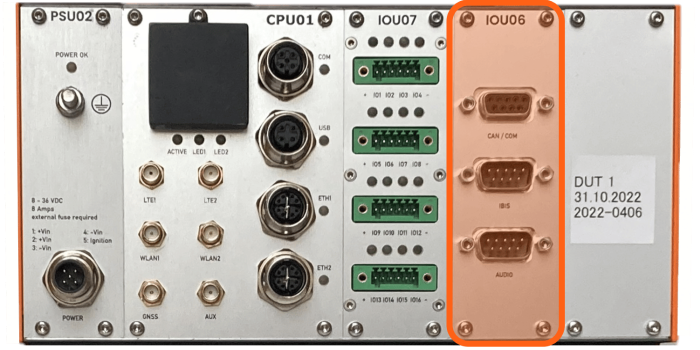 PSU02
POWER OK
8 - 36 VDC
8 Amps
external fuse required
1: +Vin 4: -Vin
2: +Vin 5: Ignition
3: -Vin
POWER
CPU01
ACTIVE LED1 LED2
LTE1 LTE2
WLAN1 WLAN2
GNSS AUX
COM
USB
ETH1
ETH2
IOU07
+ IO1 IO2 IO3 IO4 -
+ IO5 IO6 IO7 IO8 -
+ IO9 IO10 IO11 IO12 -
+ IO13 IO14 IO15 IO16 -
IOU06
CAN / COM
IBIS
AUDIO
DUT 1
31.10.2022
2022-0406